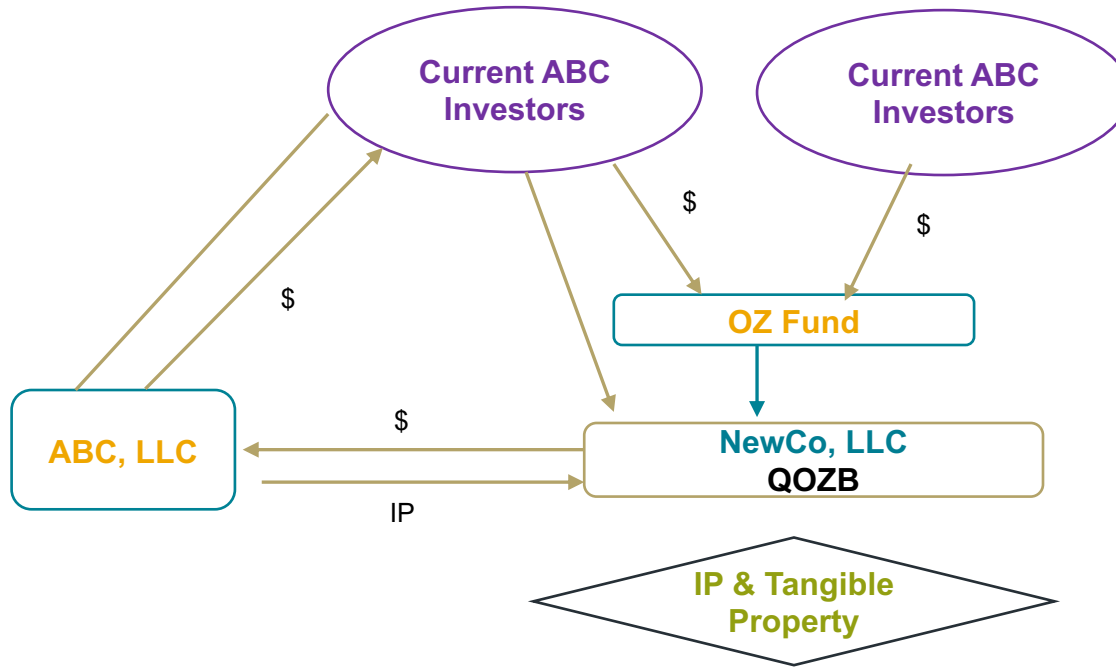 Current ABC
Investors
Current ABC
Investors
$
$
$
OZ Fund
ABC, LLC
$
NewCo, LLC
QOZB
IP
IP & Tangible
Property